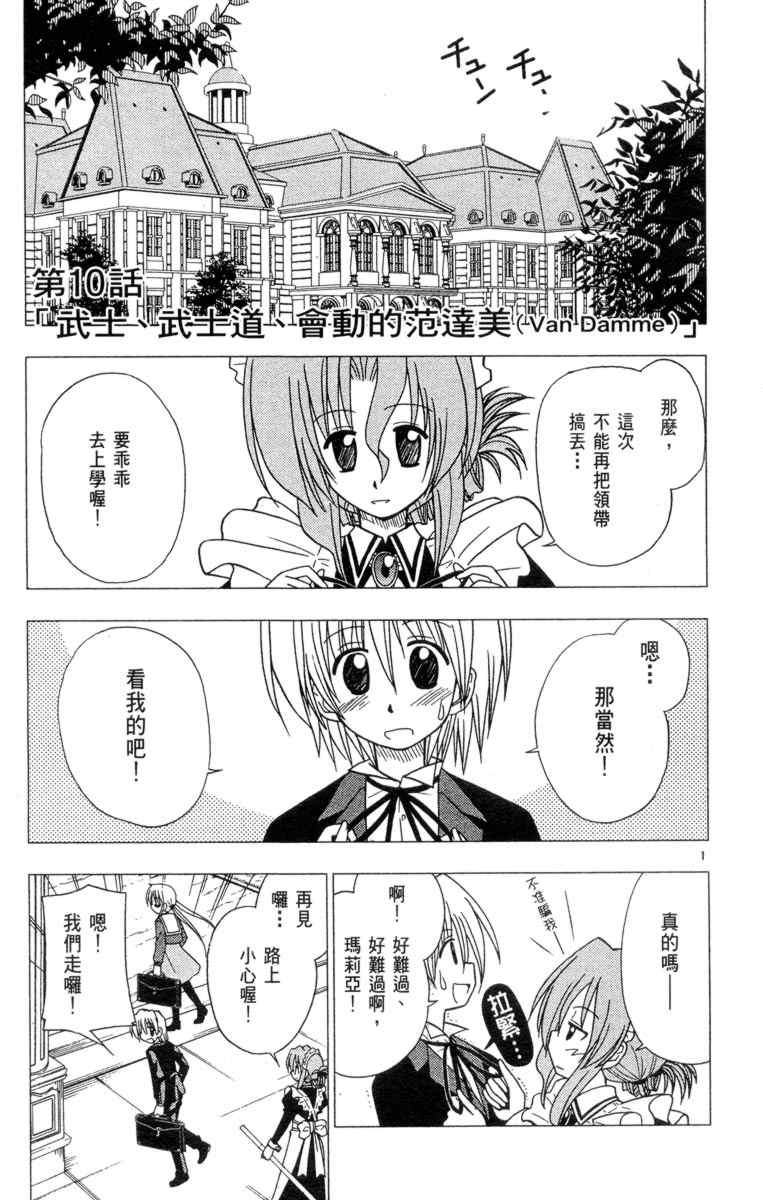 チュン
チュン
第10話
「武士、武士道、會動的范達美(Van Damme)」
那麼，
這次
不能再把領帶
搞丟…
要乖乖
去上學喔！
嗯…
那當然！
看我的吧！
1
真的嗎──
不准騙我──
拉緊…
啊！好難過、
好難過啊，
瑪莉亞！
再見
囉…
路上
小心喔！
嗯！
我們走囉！